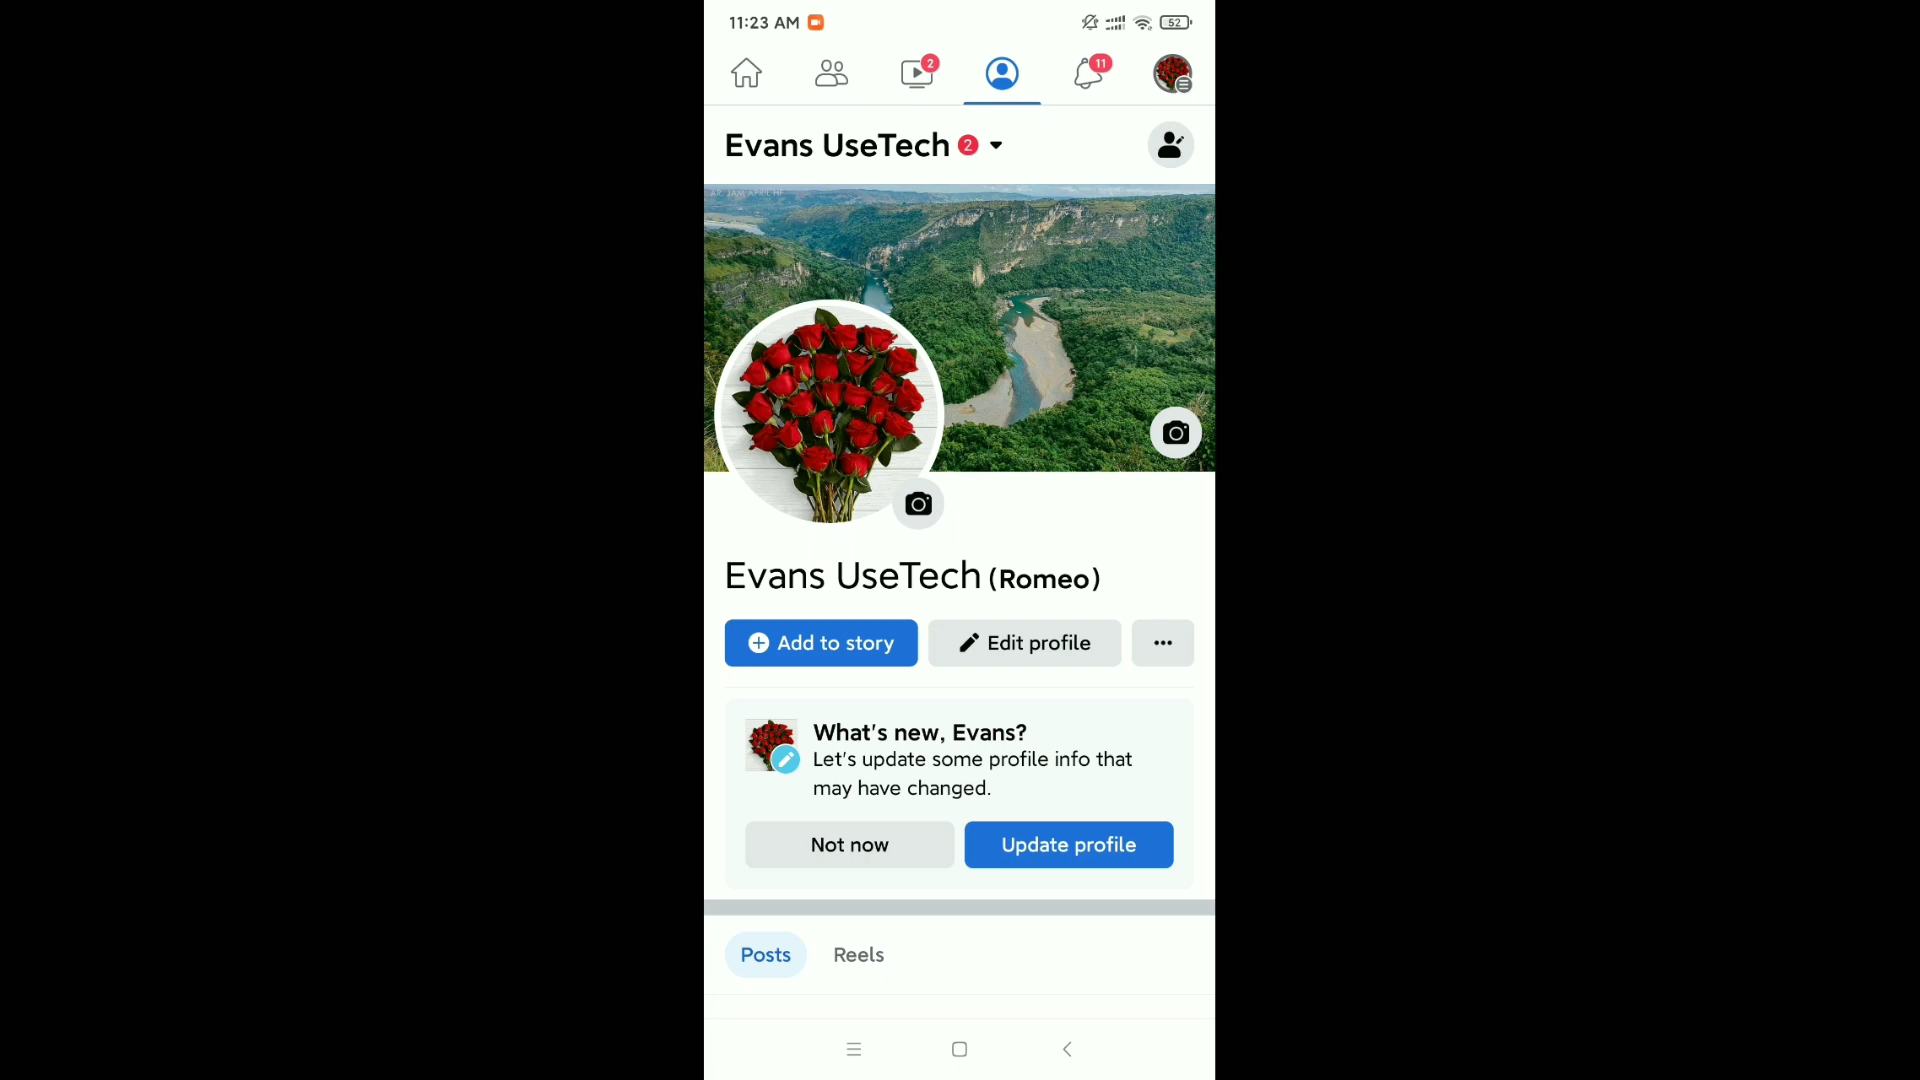 11:23 AM
52
2
11
Evans UseTech 2
Evans UseTech (Romeo)
Add to story
Edit profile
What's new, Evans?
Let's update some profile info that
may have changed.
Not now
Update profile
Posts
Reels